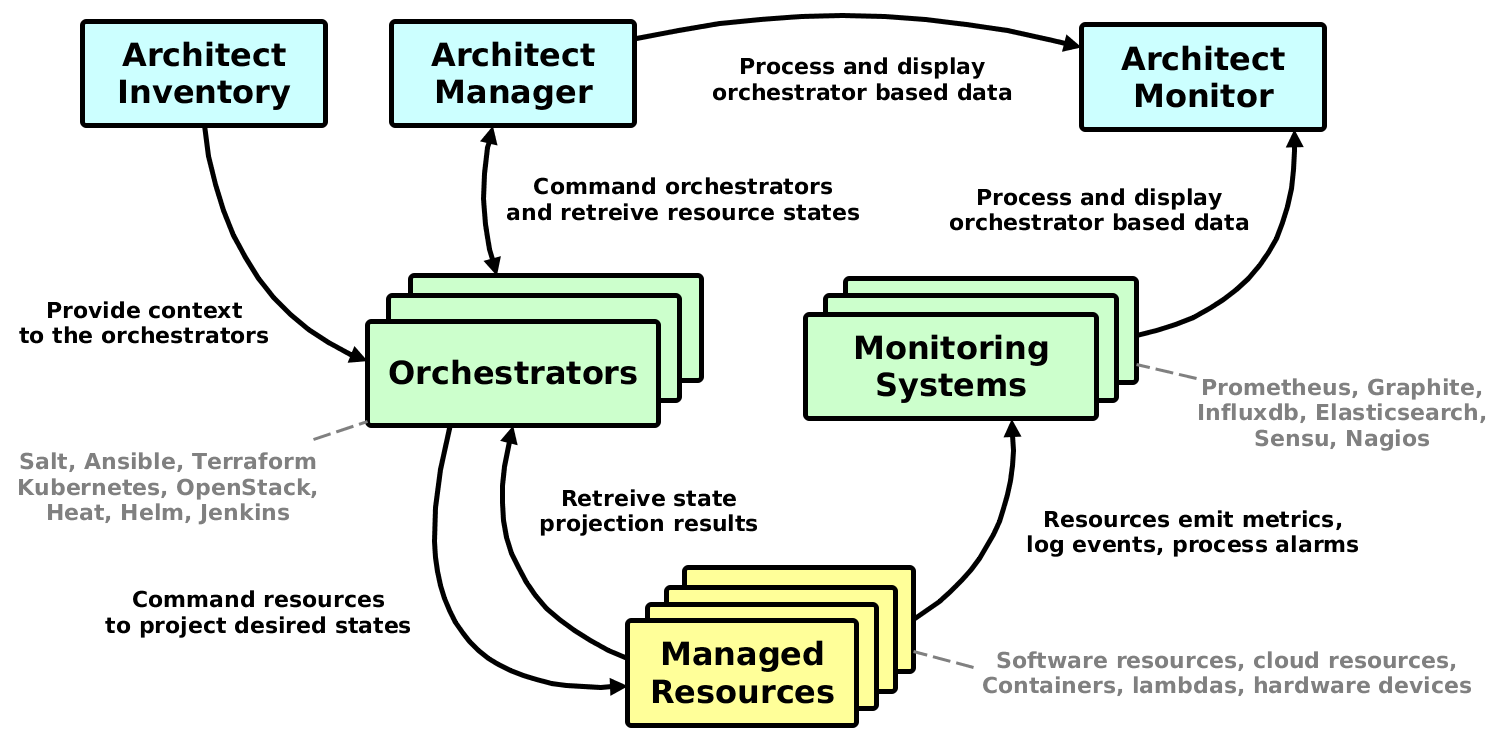 Architect
Inventory
Architect
Manager
Process and display
orchestrator based data
Architect
Monitor
Command orchestrators
and retreive resource states
Process and display
orchestrator based data
Provide context
to the orchestrators
Orchestrators
Monitoring
Systems
Prometheus, Graphite,
Influxdb, Elasticsearch,
Sensu, Nagios
Salt, Ansible, Terraform
Kubernetes, OpenStack,
Heat, Helm, Jenkins
Retreive state
projection results
Resources emit metrics,
log events, process alarms
Command resources
to project desired states
Managed
Resources
Software resources, cloud resources,
Containers, lambdas, hardware devices